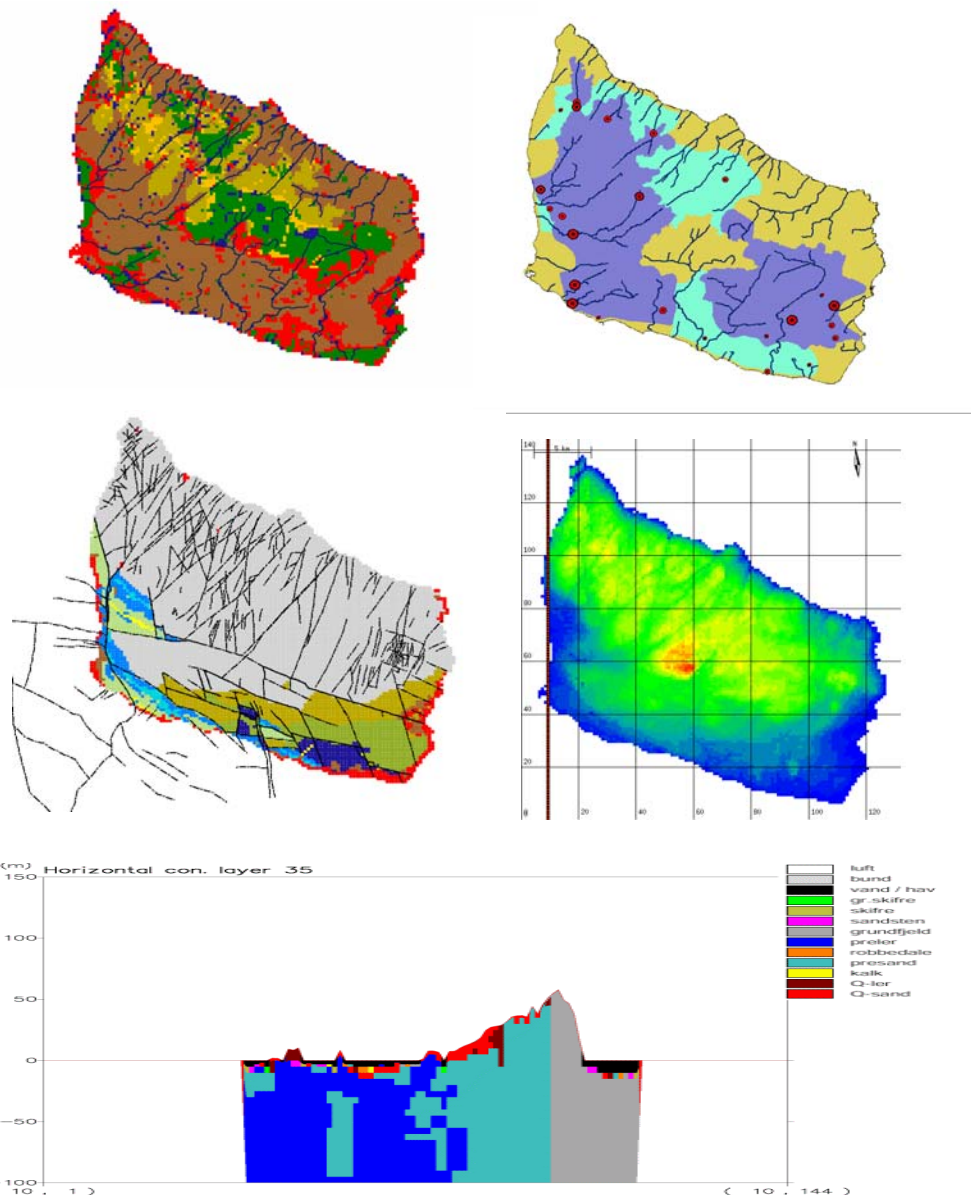 140
5 km
N
120
100
80
60
40
20
0
20
40
60
80
100
120
(m)
Horizontal con. layer 35
150
100
50
0
-50
100
10 , 1 )
( 10 , 144 )
luft
bund
vand / hav
gr.skifre
skifre
sandsten
grundfjeld
preler
robbedale
presand
kalk
Q-ler
Q-sand